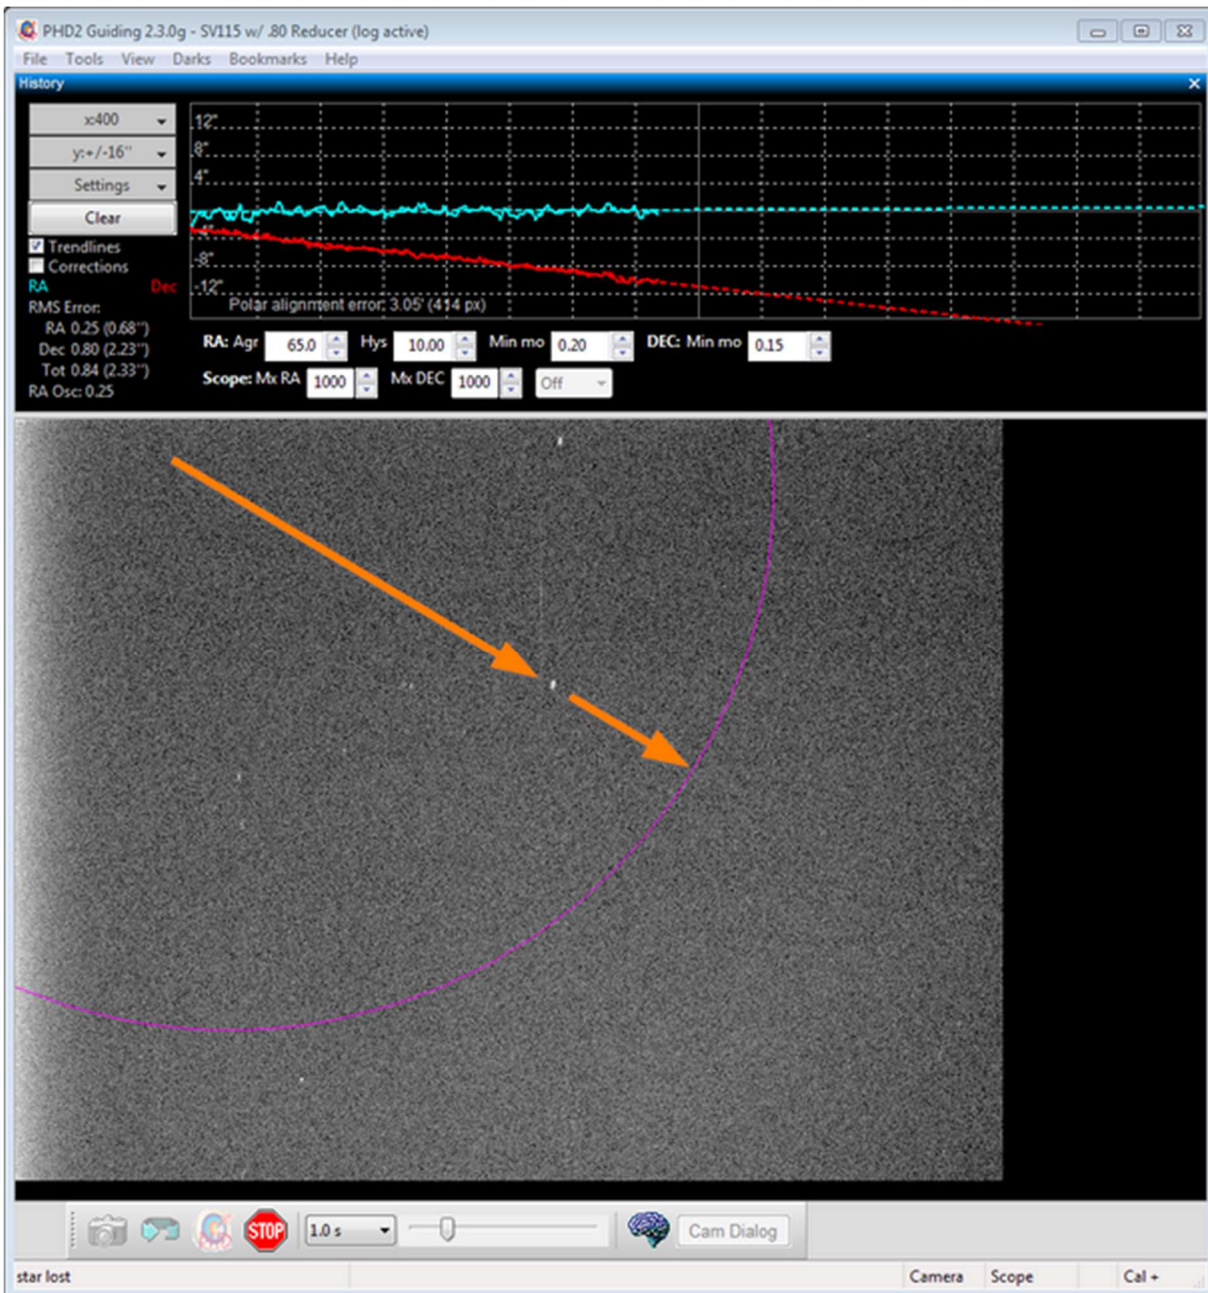 PHD2 Guiding 2.3.0g - SV115 w/ .80 Reducer (log active)
File Tools View Darks Bookmarks Help
History
x:400
y:+/-16"
Settings
Clear
Trendlines
Corrections
RA Dec
RMS Error:
RA 0.25 (0.68")
Dec 0.80 (2.23")
Tot 0.84 (2.33")
RA Osc: 0.25
12"
8"
4"
-4"
-8"
-12"
Polar alignment error: 3.05' (414 px)
RA: Agr 65.0 Hys 10.00 Min mo 0.20 DEC: Min mo 0.15
Scope: Mx RA 1000 Mx DEC 1000 Off
STOP 1.0 s Cam Dialog
star lost Camera Scope Cal +